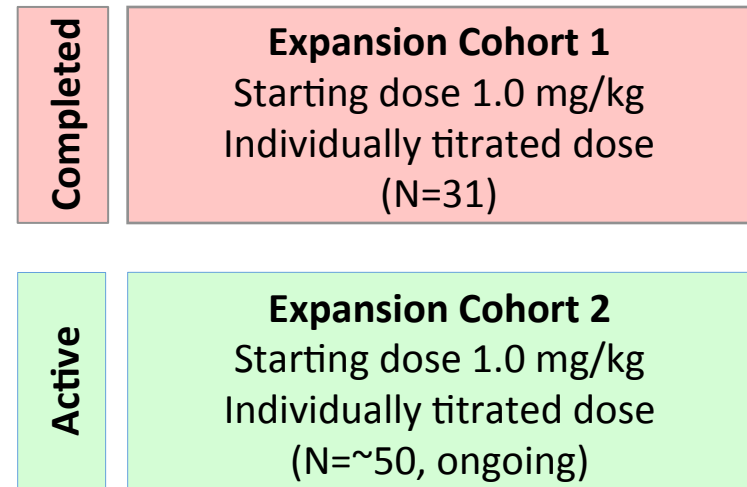 Completed
Expansion Cohort 1
Starting dose 1.0 mg/kg
Individually titrated dose
(N=31)
Active
Expansion Cohort 2
Starting dose 1.0 mg/kg
Individually titrated dose
(N=~50, ongoing)